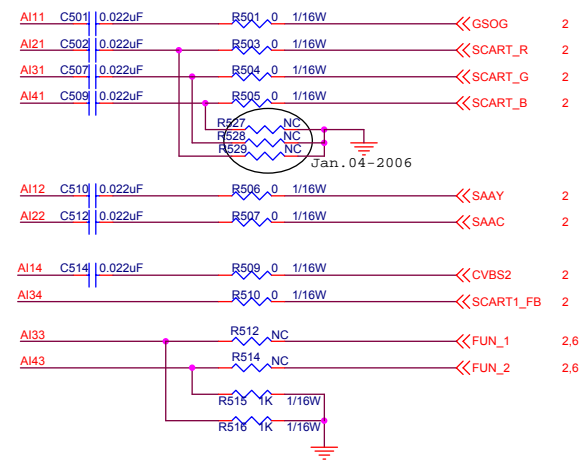 AI11 C501 0.022uF R501 0 1/16W GSOG 2
AI21 C502 0.022uF R503 0 1/16W SCART_R 2
AI31 C507 0.022uF R504 0 1/16W SCART_G 2
AI41 C509 0.022uF R505 0 1/16W SCART_B 2
R527 NC
R528 NC
R529 NC
Jan.04-2006
AI12 C510 0.022uF R506 0 1/16W SAAY 2
AI22 C512 0.022uF R507 0 1/16W SAAC 2
AI14 C514 0.022uF R509 0 1/16W CVBS2 2
AI34 R510 0 1/16W SCART1_FB 2
AI33 R512 NC FUN_1 2,6
AI43 R514 NC FUN_2 2,6
R515 1K 1/16W
R516 1K 1/16W